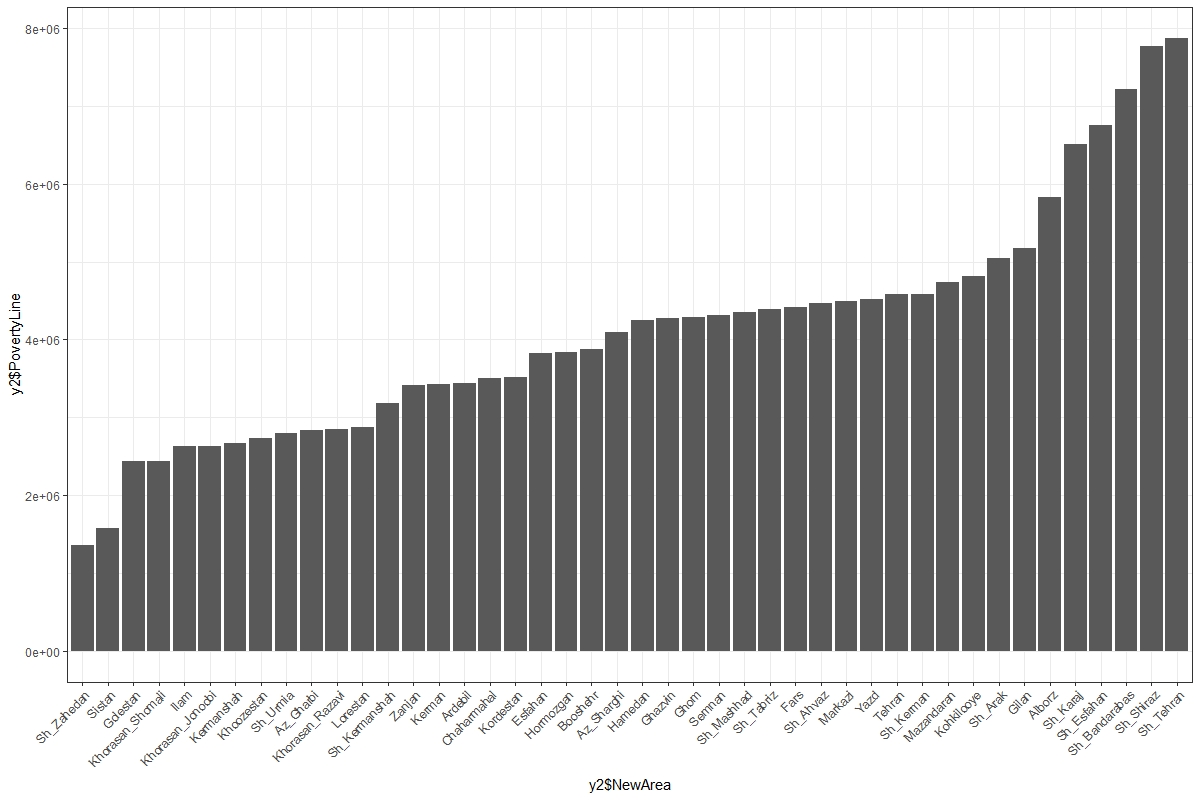 8e+06
6e+06
4e+06
2e+06
0e+00
y2$PovertyLine
Sh_Zahedan
Sistan
Golestan
Khorasan_Shomali
Ilam
Khorasan_Jonoobi
Kermanshah
Khoozestan
Sh_Urmia
Az_Gharbi
Khorasan_Razavi
Lorestan
Sh_Kermanshah
Zanjan
Kerman
Ardebil
Chaharmahal
Kordestan
Esfahan
Hormozgan
Booshehr
Az_Sharghi
Hamedan
Ghazvin
Ghom
Semnan
Sh_Mashhad
Sh_Tabriz
Fars
Sh_Ahvaz
Markazi
Yazd
Tehran
Sh_Kerman
Mazandaran
Kohkilooye
Sh_Arak
Gilan
Alborz
Sh_Karaj
Sh_Esfahan
Sh_Bandarabas
Sh_Shiraz
Sh_Tehran
y2$NewArea